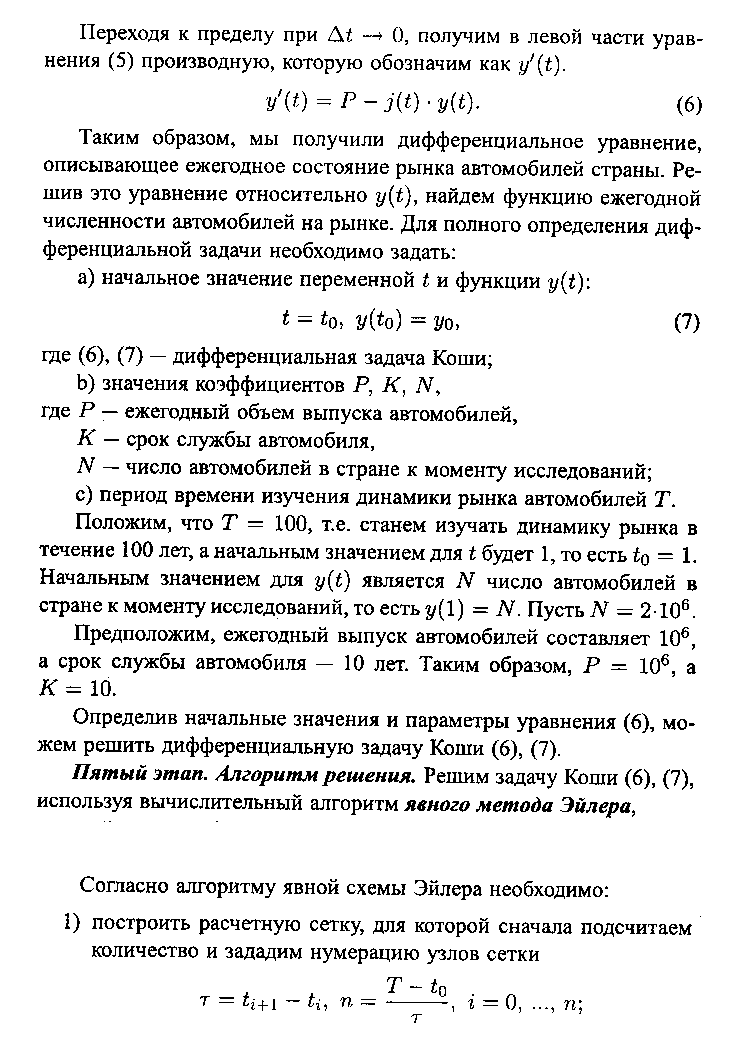 Переходя к пределу при Δt → 0, получим в левой части урав-
нения (5) производную, которую обозначим как y′(t).
y′(t) = P − j(t) · y(t). (6)
Таким образом, мы получили дифференциальное уравнение,
описывающее ежегодное состояние рынка автомобилей страны. Ре-
шив это уравнение относительно y(t), найдем функцию ежегодной
численности автомобилей на рынке. Для полного определения диф-
ференциальной задачи необходимо задать:
a) начальное значение переменной t и функции y(t):
t = t₀, y(t₀) = y₀, (7)
где (6), (7) — дифференциальная задача Коши;
b) значения коэффициентов P, K, N,
где P — ежегодный объем выпуска автомобилей,
K — срок службы автомобиля,
N — число автомобилей в стране к моменту исследований;
c) период времени изучения динамики рынка автомобилей T.
Положим, что T = 100, т.е. станем изучать динамику рынка в
течение 100 лет, а начальным значением для t будет 1, то есть t₀ = 1.
Начальным значением для y(t) является N число автомобилей в
стране к моменту исследований, то есть y(1) = N. Пусть N = 2·10⁶.
Предположим, ежегодный выпуск автомобилей составляет 10⁶,
а срок службы автомобиля — 10 лет. Таким образом, P = 10⁶, а
K = 10.
Определив начальные значения и параметры уравнения (6), мо-
жем решить дифференциальную задачу Коши (6), (7).
Пятый этап. Алгоритм решения. Решим задачу Коши (6), (7),
используя вычислительный алгоритм явного метода Эйлера,
Согласно алгоритму явной схемы Эйлера необходимо:
1) построить расчетную сетку, для которой сначала подсчитаем
количество и зададим нумерацию узлов сетки
τ = tᵢ₊₁ − tᵢ, n = (T − t₀)/τ, i = 0, ..., n;